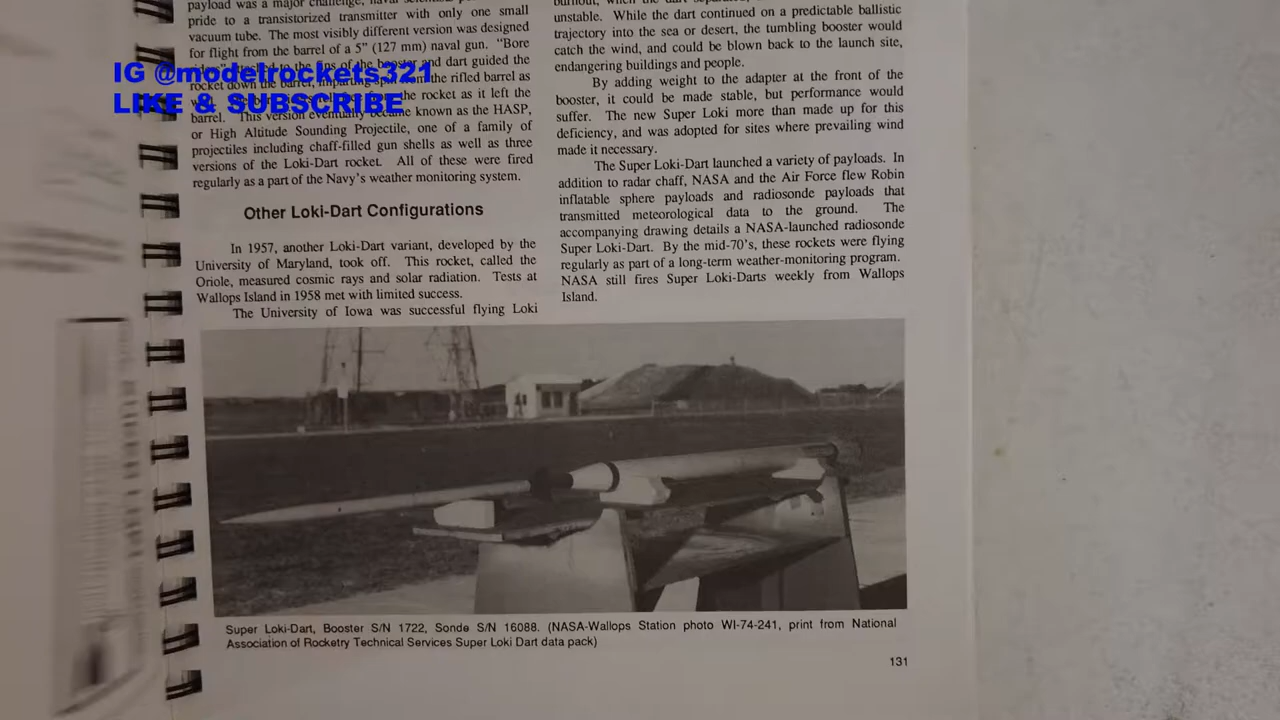 payload was a major challenge,
pride to a transistorized transmitter with only one small
vacuum tube. The most visibly different version was designed
for flight from the barrel of a 5" (127 mm) naval gun. "Bore
to the tips of the booster and dart guided the
rocket down the barrel, imparting spin from the rifled barrel as
the rocket as it left the
barrel. This version eventually became known as the HASP,
or High Altitude Sounding Projectile, one of a family of
projectiles including chaff-filled gun shells as well as three
versions of the Loki-Dart rocket. All of these were fired
regularly as a part of the Navy's weather monitoring system.
Other Loki-Dart Configurations
In 1957, another Loki-Dart variant, developed by the
University of Maryland, took off. This rocket, called the
Oriole, measured cosmic rays and solar radiation. Tests at
Wallops Island in 1958 met with limited success.
The University of Iowa was successful flying Loki
unstable. While the dart continued on a predictable ballistic
trajectory into the sea or desert, the tumbling booster would
catch the wind, and could be blown back to the launch site,
endangering buildings and people.
By adding weight to the adapter at the front of the
booster, it could be made stable, but performance would
suffer. The new Super Loki more than made up for this
deficiency, and was adopted for sites where prevailing wind
made it necessary.
The Super Loki-Dart launched a variety of payloads. In
addition to radar chaff, NASA and the Air Force flew Robin
inflatable sphere payloads and radiosonde payloads that
transmitted meteorological data to the ground. The
accompanying drawing details a NASA-launched radiosonde
Super Loki-Dart. By the mid-70's, these rockets were flying
regularly as part of a long-term weather-monitoring program.
NASA still fires Super Loki-Darts weekly from Wallops
Island.
IG @modelrockets321
LIKE & SUBSCRIBE
Super Loki-Dart, Booster S/N 1722, Sonde S/N 16088. (NASA-Wallops Station photo WI-74-241, print from National
Association of Rocketry Technical Services Super Loki Dart data pack)
131